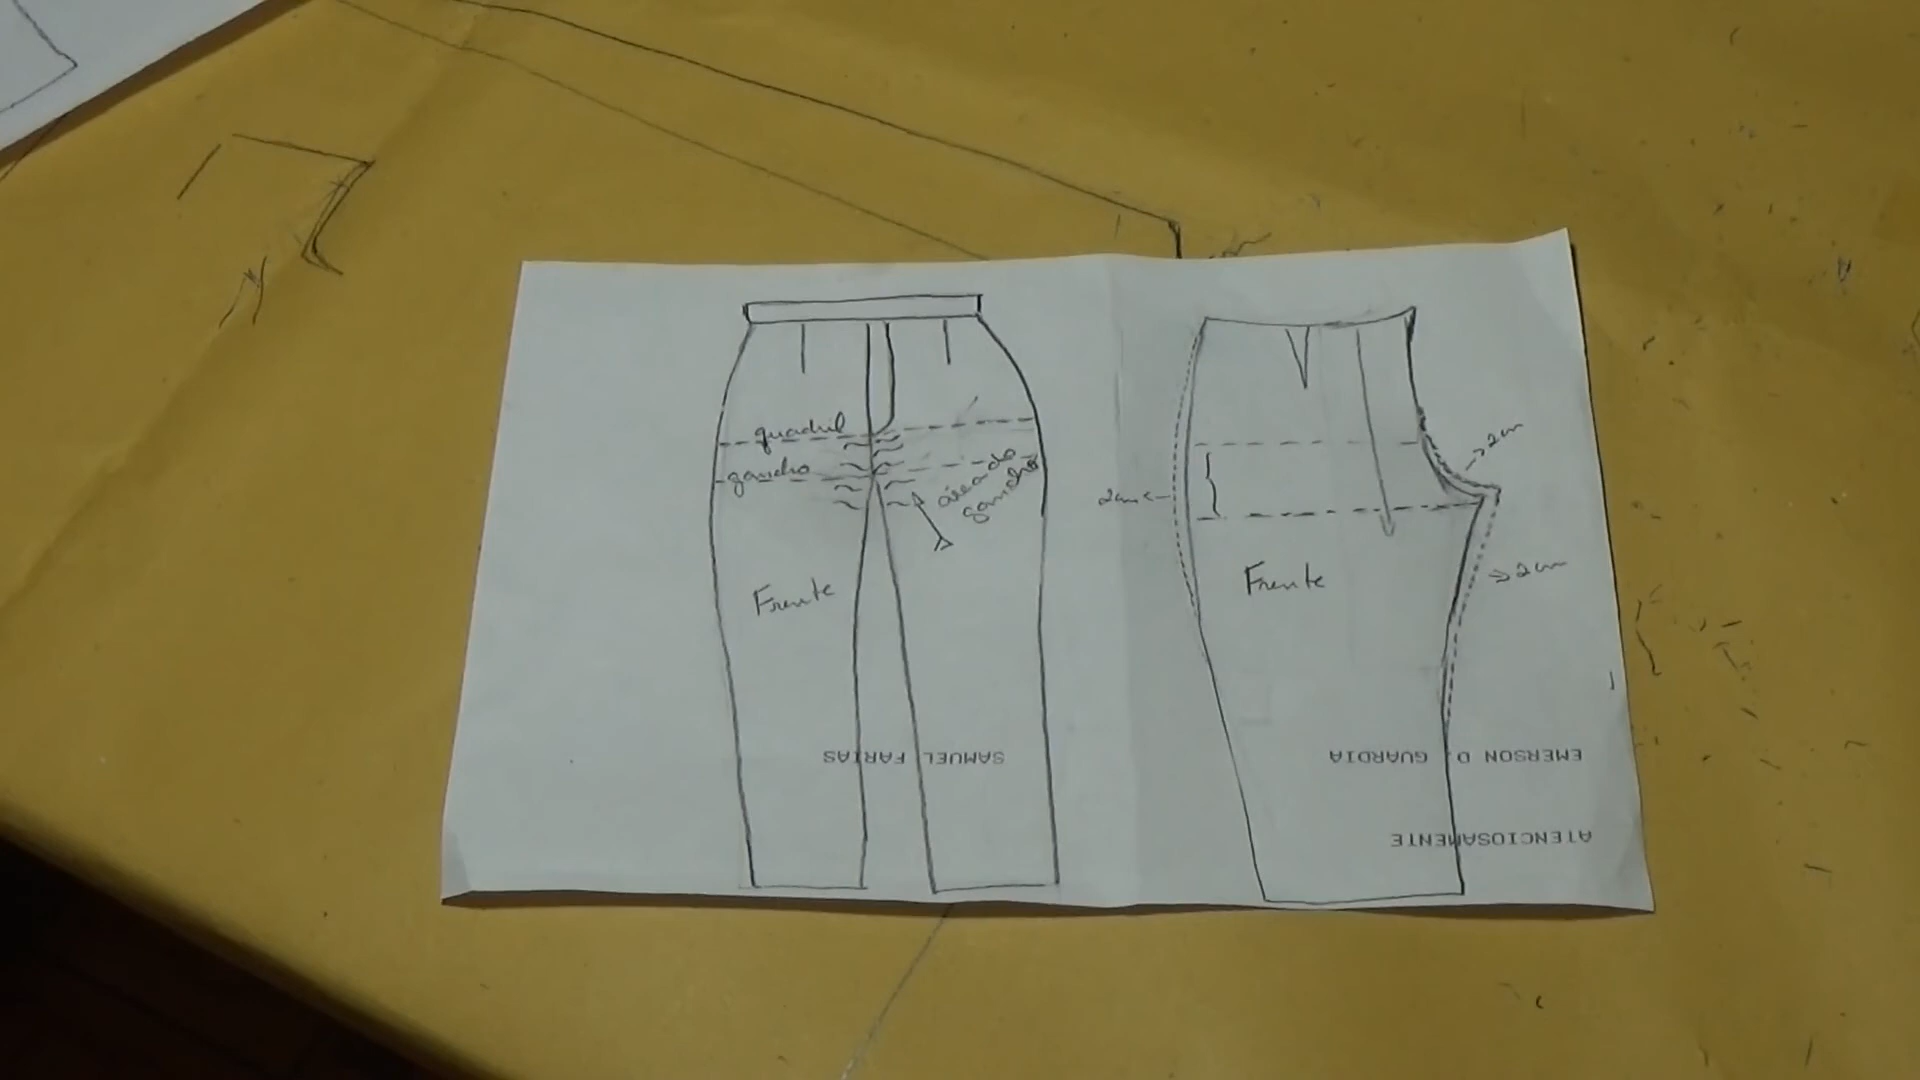 quadril
gancho
área do
gancho
Frente
2cm
2cm
Frente
2cm
SAMUEL FARIAS
EMERSON D. GUARDIA
ATENCIOSAMENTE